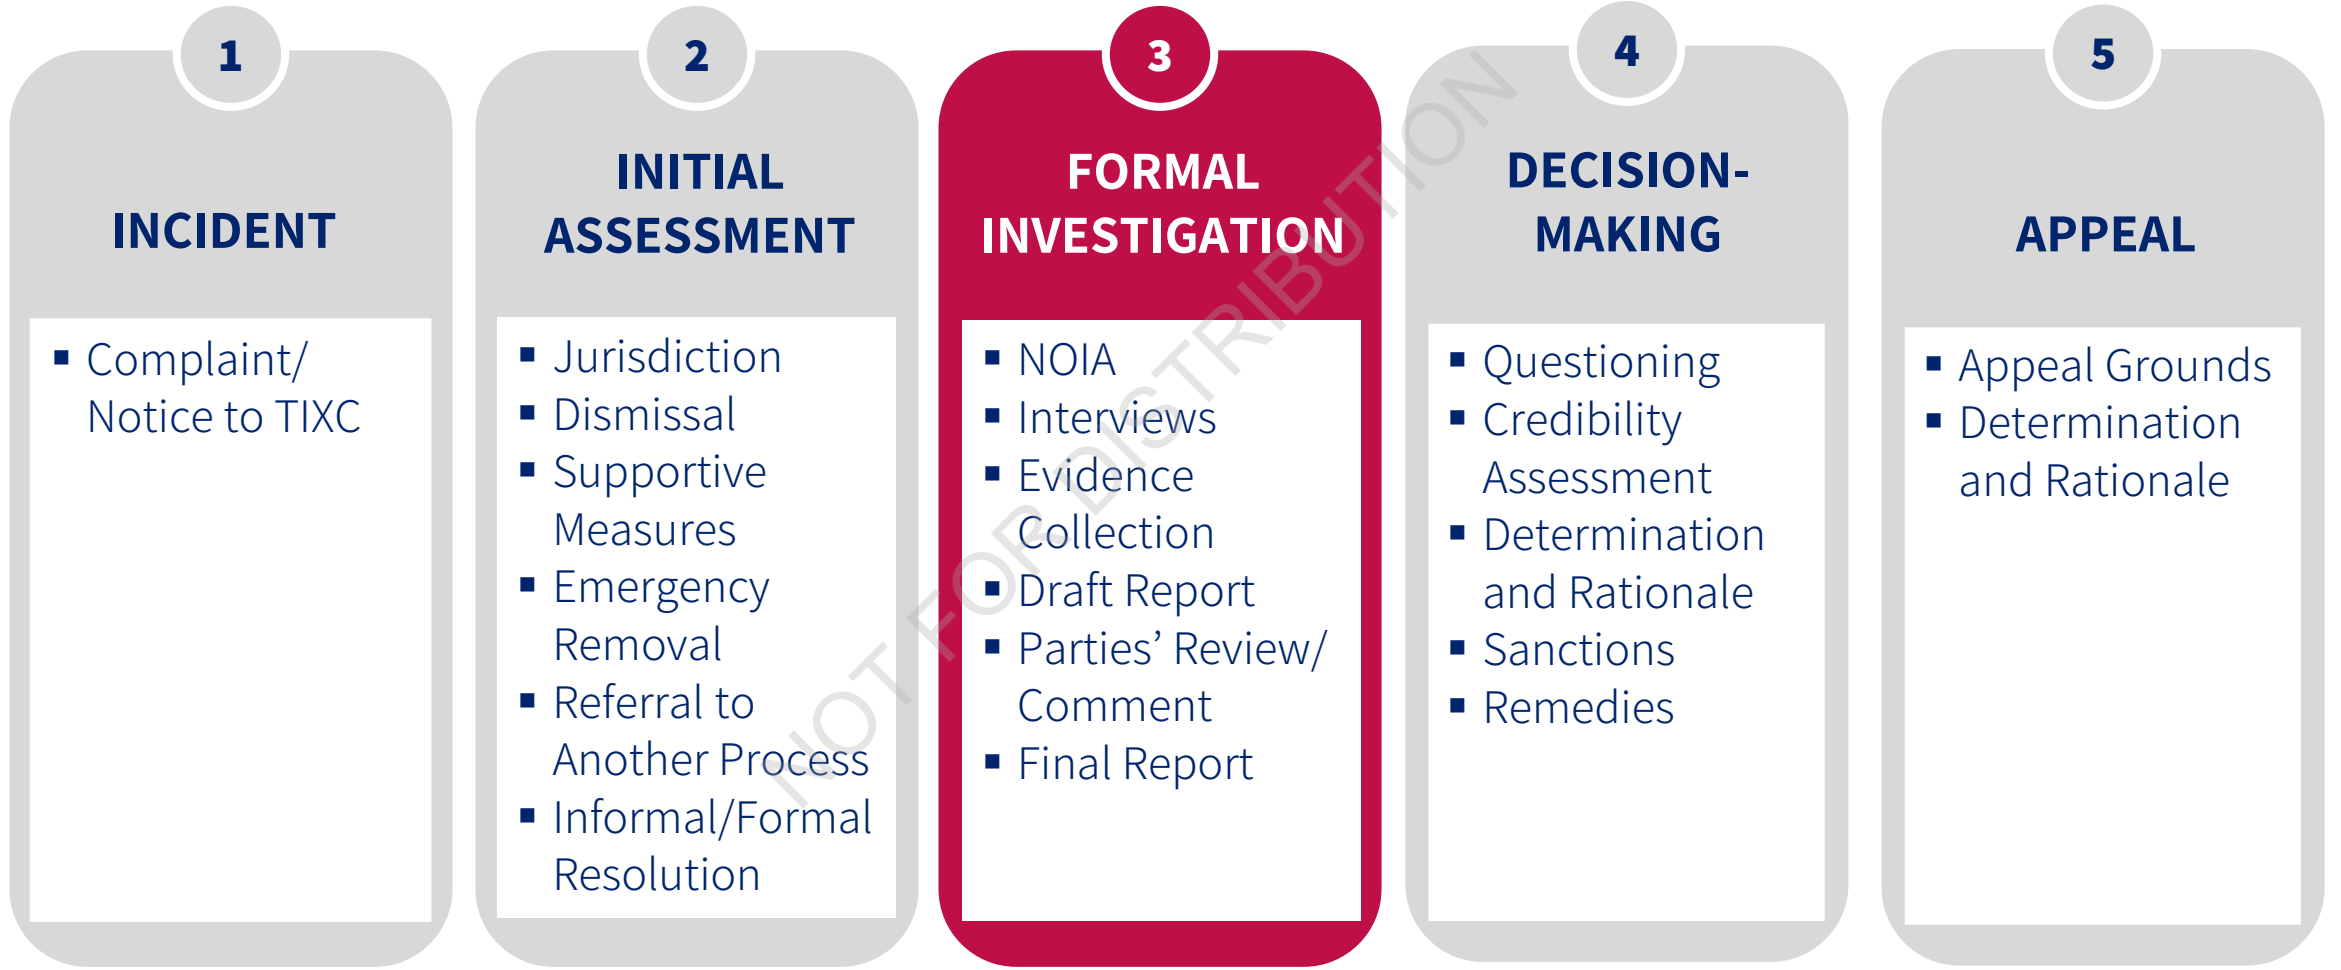 1
INCIDENT
▪ Complaint/
Notice to TIXC
2
INITIAL
ASSESSMENT
▪ Jurisdiction
▪ Dismissal
▪ Supportive
Measures
▪ Emergency
Removal
▪ Referral to
Another Process
▪ Informal/Formal
Resolution
3
FORMAL
INVESTIGATION
▪ NOIA
▪ Interviews
▪ Evidence
Collection
▪ Draft Report
▪ Parties’ Review/
Comment
▪ Final Report
4
DECISION-
MAKING
▪ Questioning
▪ Credibility
Assessment
▪ Determination
and Rationale
▪ Sanctions
▪ Remedies
5
APPEAL
▪ Appeal Grounds
▪ Determination
and Rationale
NOT FOR DISTRIBUTION